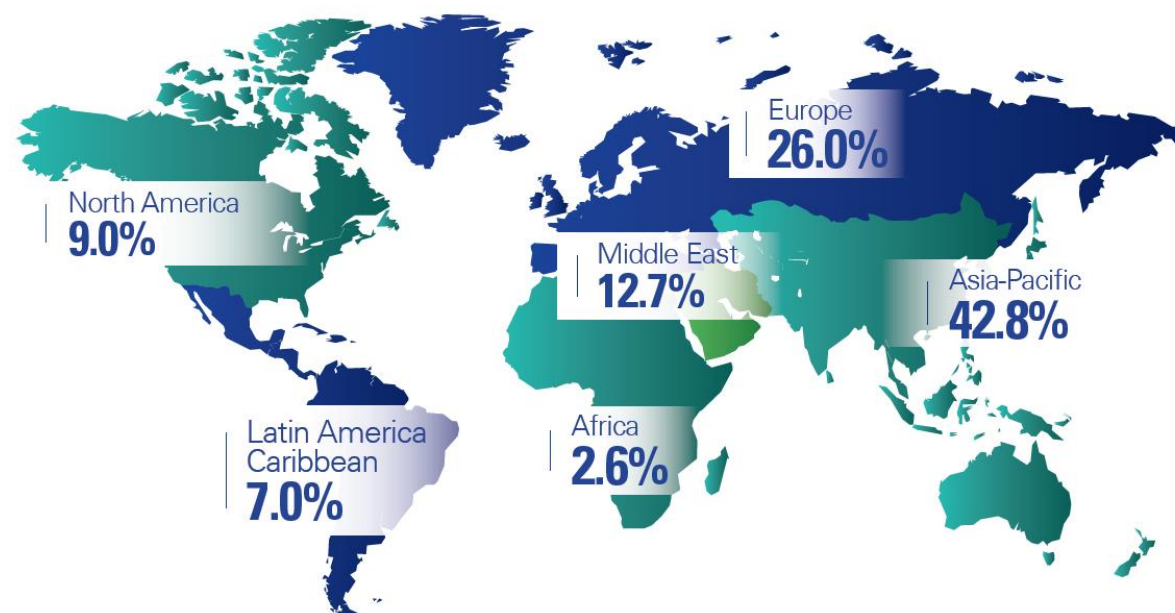 Europe
26.0%
North America
9.0%
Middle East
12.7%
Asia-Pacific
42.8%
Latin America
Caribbean
7.0%
Africa
2.6%